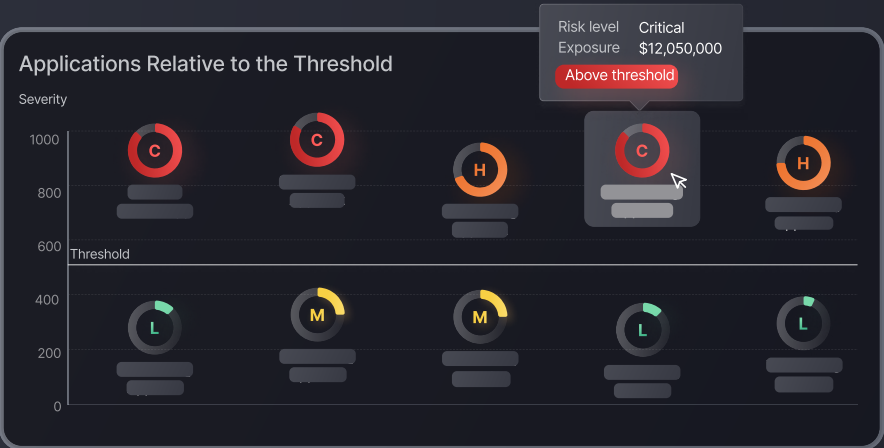 Risk level Critical
Exposure $12,050,000
Above threshold
Applications Relative to the Threshold
Severity
1000
C
C
H
C
H
800
600
Threshold
400
L
M
M
L
L
200
0